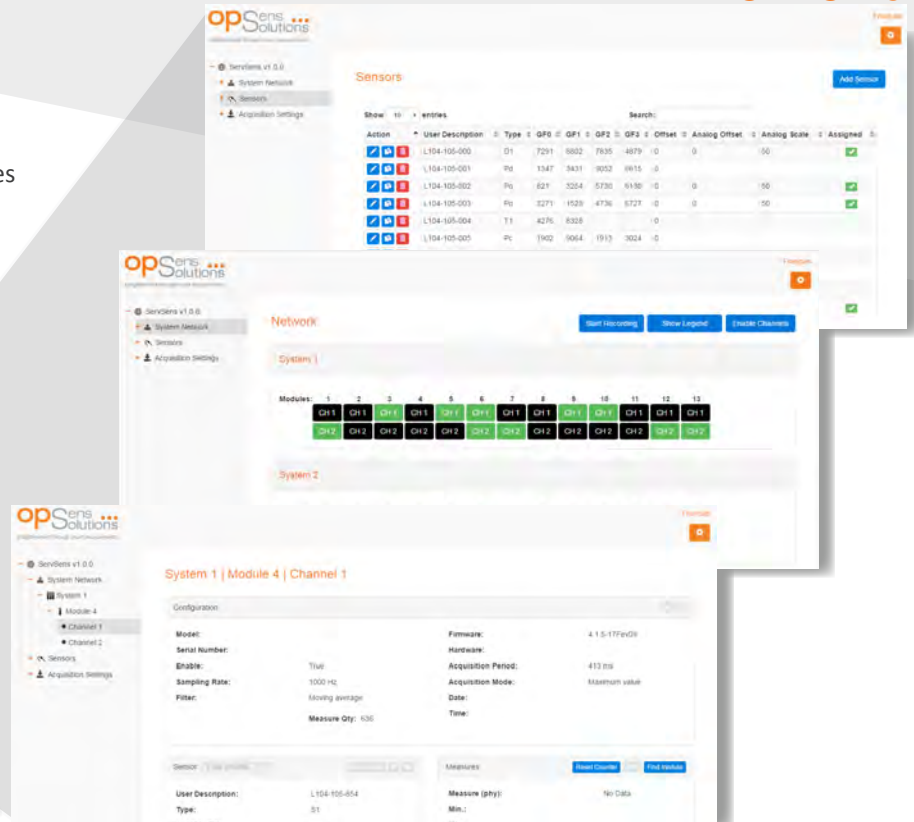 es
opSens
Solutions
ServSens v1.0.0
System Network
Sensors
Acquisition Settings
Sensors
Add Sensor
Show 10 entries
Search:
Action User Description Type GF0 GF1 GF2 GF3 Offset Analog Offset Analog Scale Assigned
L104-105-000 7291 6802 7835 4879 0 0 50
L104-105-001 Pd 1347 3431 9052 6615 0
L104-105-002 821 3204 5730 0 0 50
L104-105-003 2271 1529 4736 6727 0 0 50
L104-105-004 T1 4276 8328 0
L104-105-005 Pc 1902 9064 1915 3024 0
opSens
Solutions
ServSens v1.0.0
System Network
Sensors
Acquisition Settings
Network
Start Recording Show Legend Enable Channels
System 1
Modules: 1 2 3 4 5 6 7 8 9 10 11 12 13
CH 1 CH 1 CH 1 CH 1 CH 1 CH 1 CH 1 CH 1 CH 1 CH 1 CH 1 CH 1 CH 1
CH 2 CH 2 CH 2 CH 2 CH 2 CH 2 CH 2 CH 2 CH 2 CH 2 CH 2 CH 2 CH 2
System 2
opSens
Solutions
ServSens v1.0.0
System Network
System 1
Module 4
Channel 1
Channel 2
Sensors
Acquisition Settings
System 1 | Module 4 | Channel 1
Configuration
Model: Firmware:
Serial Number: Hardware:
Enable: True Acquisition Period: 413 ms
Sampling Rate: 1000 Hz Acquisition Mode: Maximum value
Filter: Moving average Date:
Measure Qty: 636 Time:
Sensor
Measures Reset Counter Find Module
User Description: L104-105-654 Measure (phy): No Data
Type: S1 Min.: